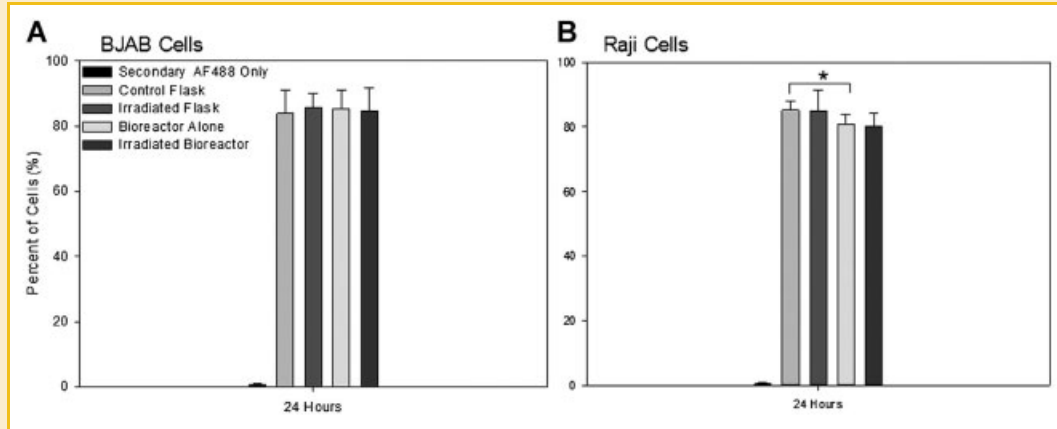 A
BJAB Cells
100
80
60
40
20
0
Percent of Cells (%)
Secondary AF488 Only
Control Flask
Irradiated Flask
Bioreactor Alone
Irradiated Bioreactor
24 Hours
B
Raji Cells
100
80
60
40
20
0
*
24 Hours